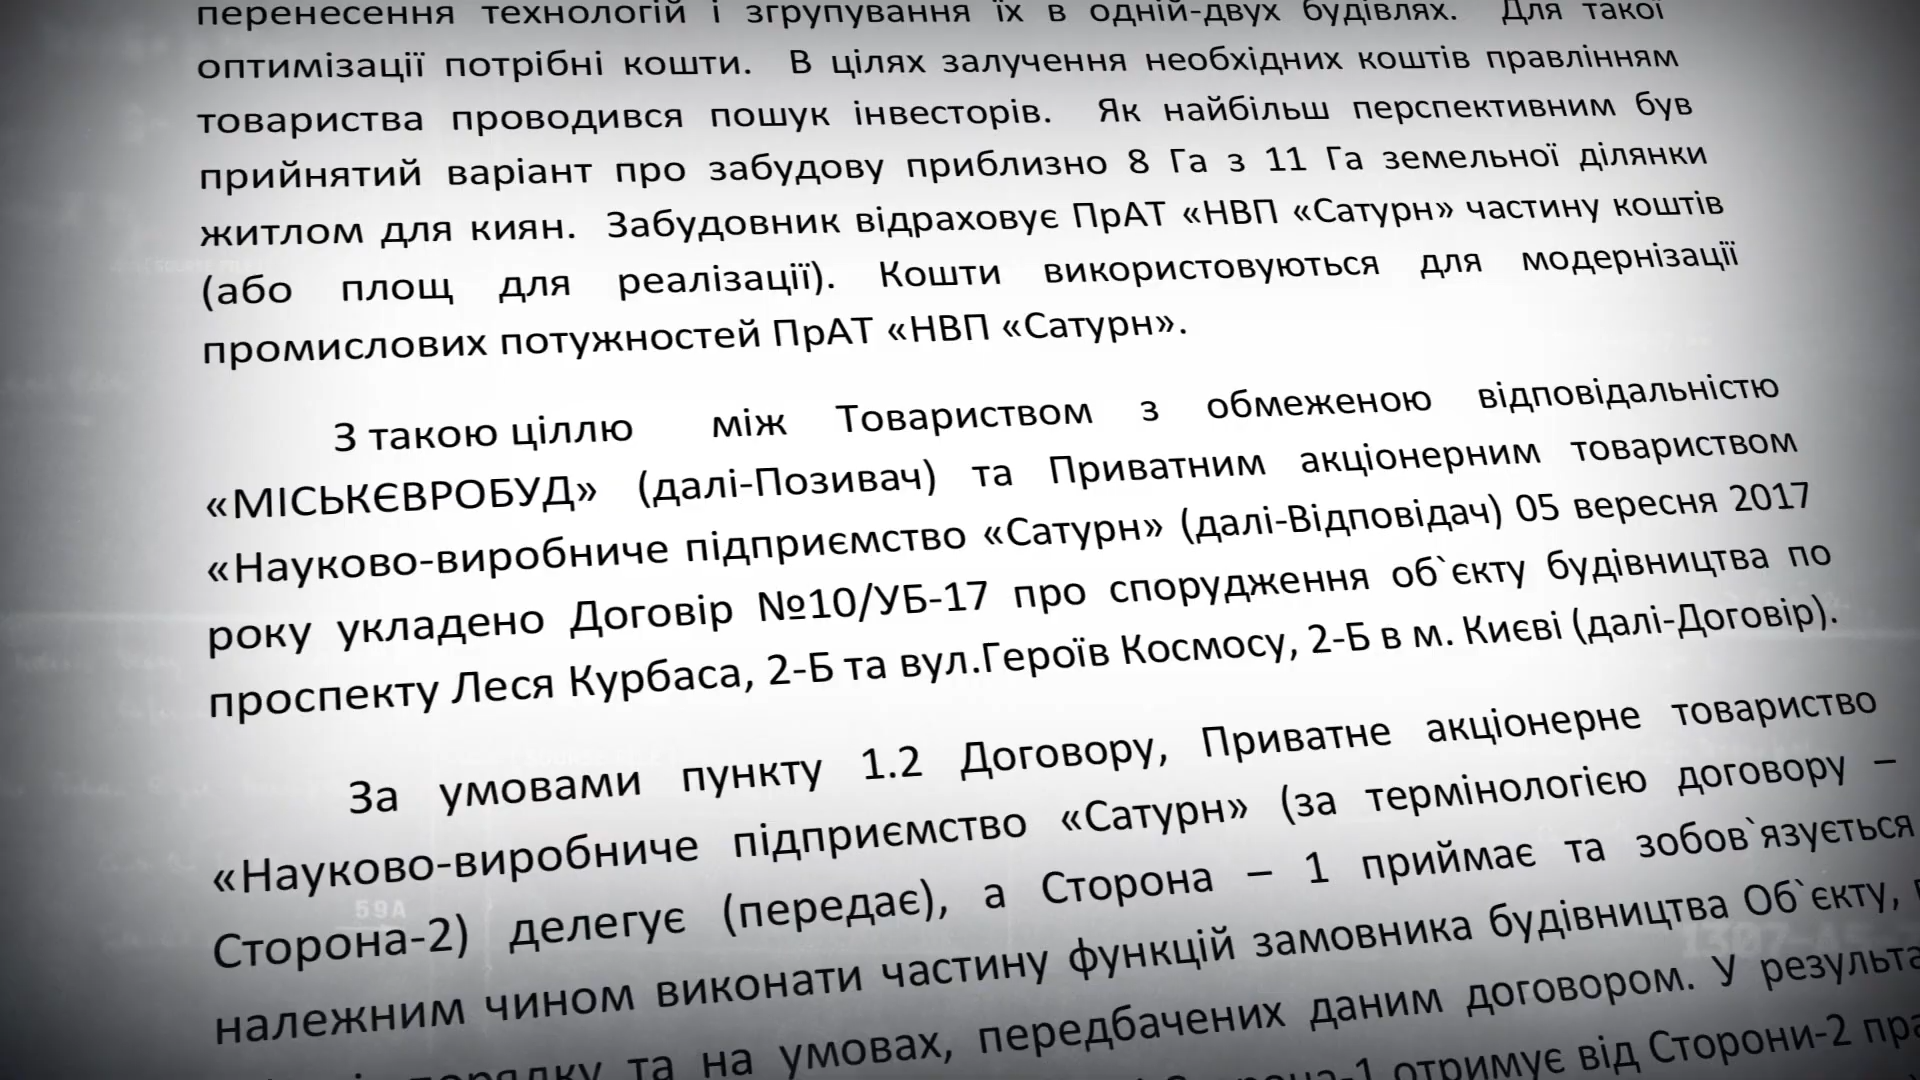 перенесення технологій і згрупування їх в одній-двух будівлях. Для такої
оптимізації потрібні кошти. В цілях залучення необхідних коштів правлінням
товариства проводився пошук інвесторів. Як найбільш перспективним був
прийнятий варіант про забудову приблизно 8 Га з 11 Га земельної ділянки
житлом для киян. Забудовник відраховує ПрАТ «НВП «Сатурн» частину коштів
(або площ для реалізації). Кошти використовуються для модернізації
промислових потужностей ПрАТ «НВП «Сатурн».
З такою ціллю між Товариством з обмеженою відповідальністю
«МІСЬКЄВРОБУД» (далі-Позивач) та Приватним акціонерним товариством
«Науково-виробниче підприємство «Сатурн» (далі-Відповідач) 05 вересня 2017
року укладено Договір №10/УБ-17 про спорудження об`єкту будівництва по
проспекту Леся Курбаса, 2-Б та вул.Героїв Космосу, 2-Б в м. Києві (далі-Договір).
За умовами пункту 1.2 Договору, Приватне акціонерне товариство
«Науково-виробниче підприємство «Сатурн» (за термінологією договору –
Сторона-2) делегує (передає), а Сторона – 1 приймає та зобов`язується
належним чином виконати частину функцій замовника будівництва Об`єкту,
порядку та на умовах, передбачених даним договором. У
отримує від Сторони-2
59A